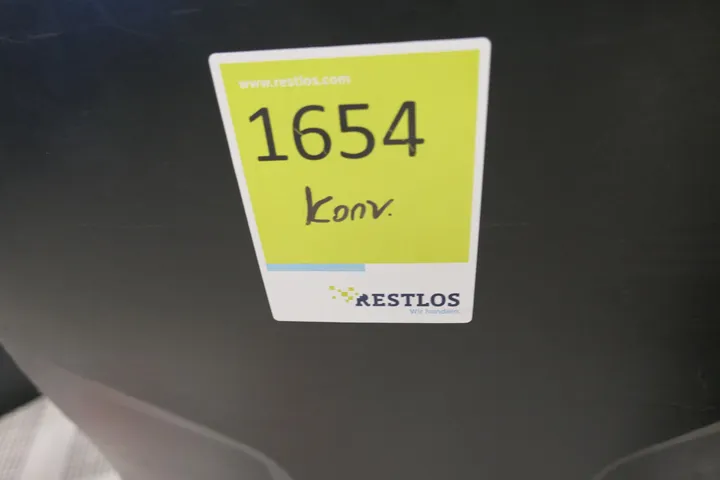 www.restlos.com
1654
Konv.
RESTLOS
Wir handeln.